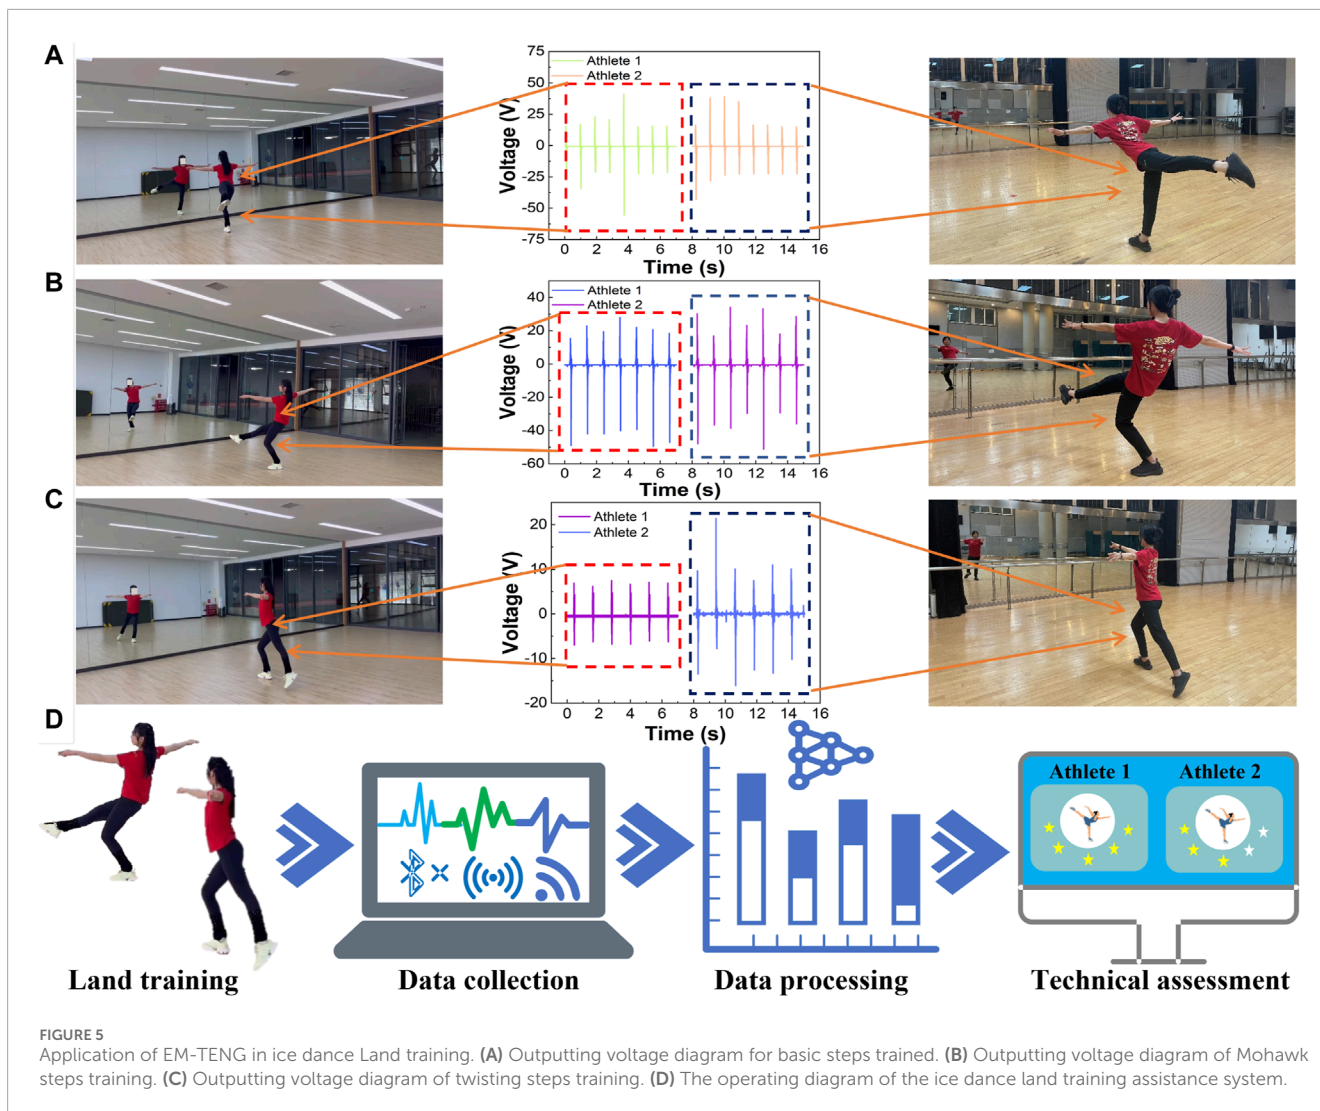 A
75
50
25
0
-25
-50
-75
Voltage (V)
Athlete 1
Athlete 2
0 2 4 6 8 10 12 14 16
Time (s)
B
40
20
0
-20
-40
-60
Voltage (V)
Athlete 1
Athlete 2
0 2 4 6 8 10 12 14 16
Time (s)
C
20
10
0
-10
-20
Voltage (V)
Athlete 1
Athlete 2
0 2 4 6 8 10 12 14 16
Time (s)
D
Athlete 1 Athlete 2
Land training Data collection Data processing Technical assessment
FIGURE 5
Application of EM-TENG in ice dance Land training. (A) Outputting voltage diagram for basic steps trained. (B) Outputting voltage diagram of Mohawk
steps training. (C) Outputting voltage diagram of twisting steps training. (D) The operating diagram of the ice dance land training assistance system.